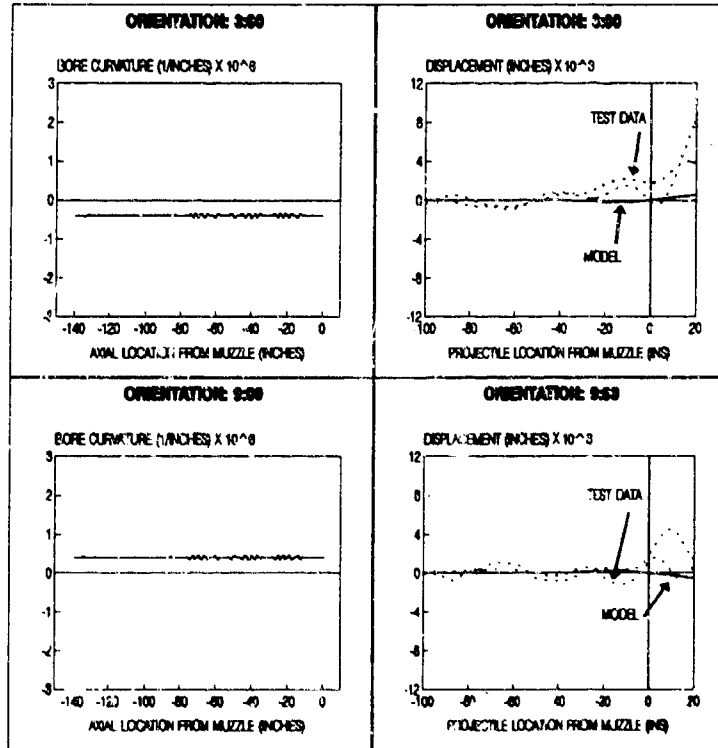 ORIENTATION: 3:00
BORE CURVATURE (1/INCHES) X 10^6
3
2
1
0
-1
-2
-3
-140 -120 -100 -80 -60 -40 -20 0
AXIAL LOCATION FROM MUZZLE (INCHES)
ORIENTATION: 3:00
DISPLACEMENT (INCHES) X 10^3
12
8
4
0
-4
-8
-12
TEST DATA
MODEL
-100 -80 -60 -40 -20 0 20
PROJECTILE LOCATION FROM MUZZLE (INS)
ORIENTATION: 9:00
BORE CURVATURE (1/INCHES) X 10^6
3
2
1
0
-1
-2
-3
-140 -120 -100 -80 -60 -40 -20 0
AXIAL LOCATION FROM MUZZLE (INCHES)
ORIENTATION: 9:00
DISPLACEMENT (INCHES) X 10^3
12
8
4
0
-4
-8
-12
TEST DATA
MODEL
-100 -80 -60 -40 -20 0 20
PROJECTILE LOCATION FROM MUZZLE (INS)